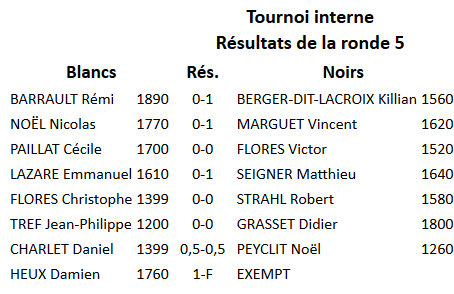 Tournoi interne
Résultats de la ronde 5
Blancs Rés. Noirs
BARRAULT Rémi 1890 0-1 BERGER-DIT-LACROIX Killian 1560
NOËL Nicolas 1770 0-1 MARGUET Vincent 1620
PAILLAT Cécile 1700 0-0 FLORES Victor 1520
LAZARE Emmanuel 1610 0-1 SEIGNER Matthieu 1640
FLORES Christophe 1399 0-0 STRAHL Robert 1580
TREF Jean-Philippe 1200 0-0 GRASSET Didier 1800
CHARLET Daniel 1399 0,5-0,5 PEYCLIT Noël 1260
HEUX Damien 1760 1-F EXEMPT